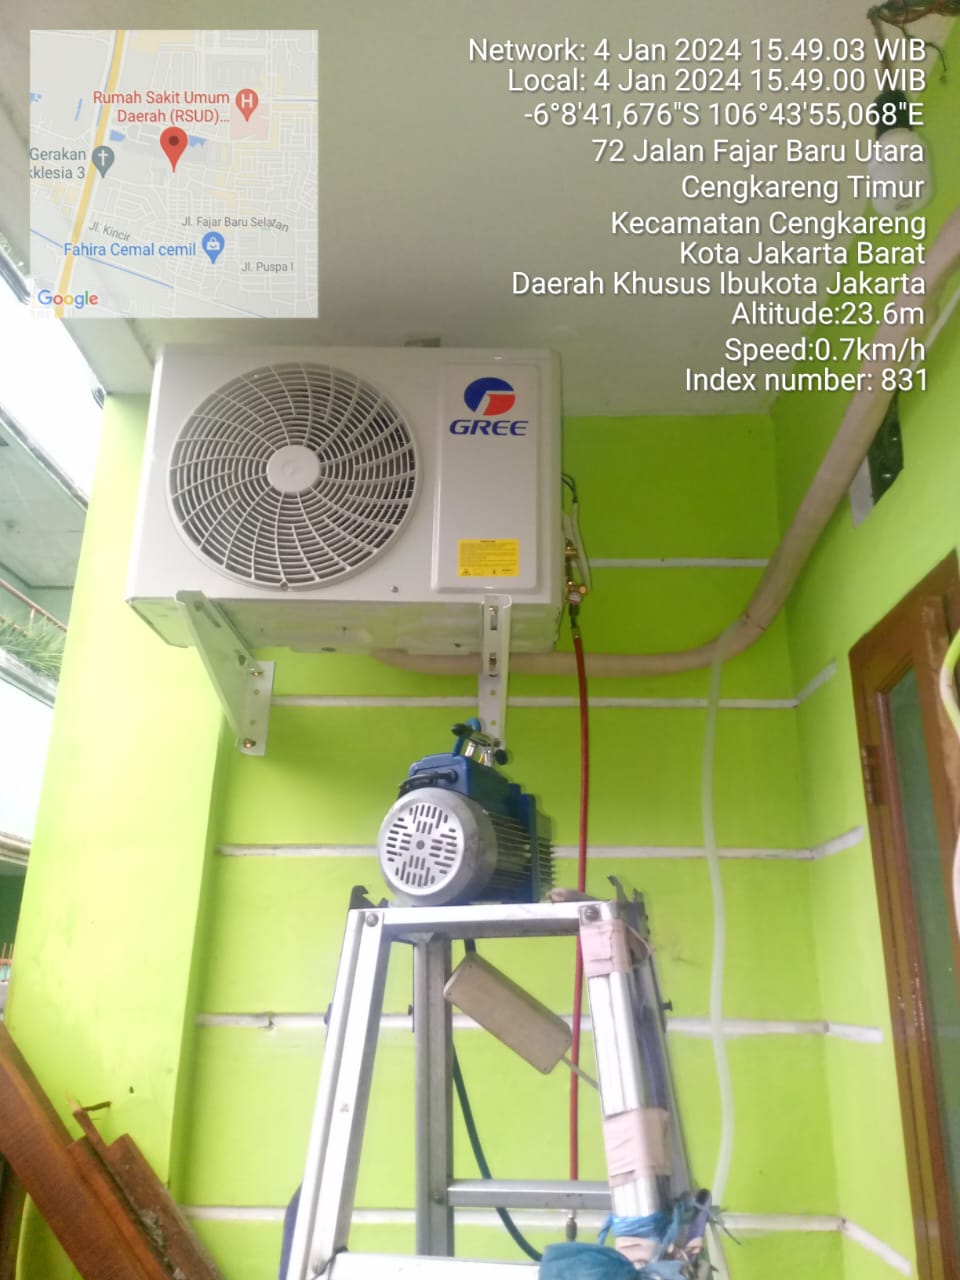 Network: 4 Jan 2024 15.49.03 WIB
Local: 4 Jan 2024 15.49.00 WIB
-6°8'41,676"S 106°43'55,068"E
72 Jalan Fajar Baru Utara
Cengkareng Timur
Kecamatan Cengkareng
Kota Jakarta Barat
Daerah Khusus Ibukota Jakarta
Altitude:23.6m
Speed:0.7km/h
Index number: 831
Rumah Sakit Umum
Daerah (RSUD)...
Gerakan
klesia 3
Jl. Fajar Baru Selatan
Jl. Kincir
Fahira Cemal cemil
Jl. Puspa I
Google
GREE